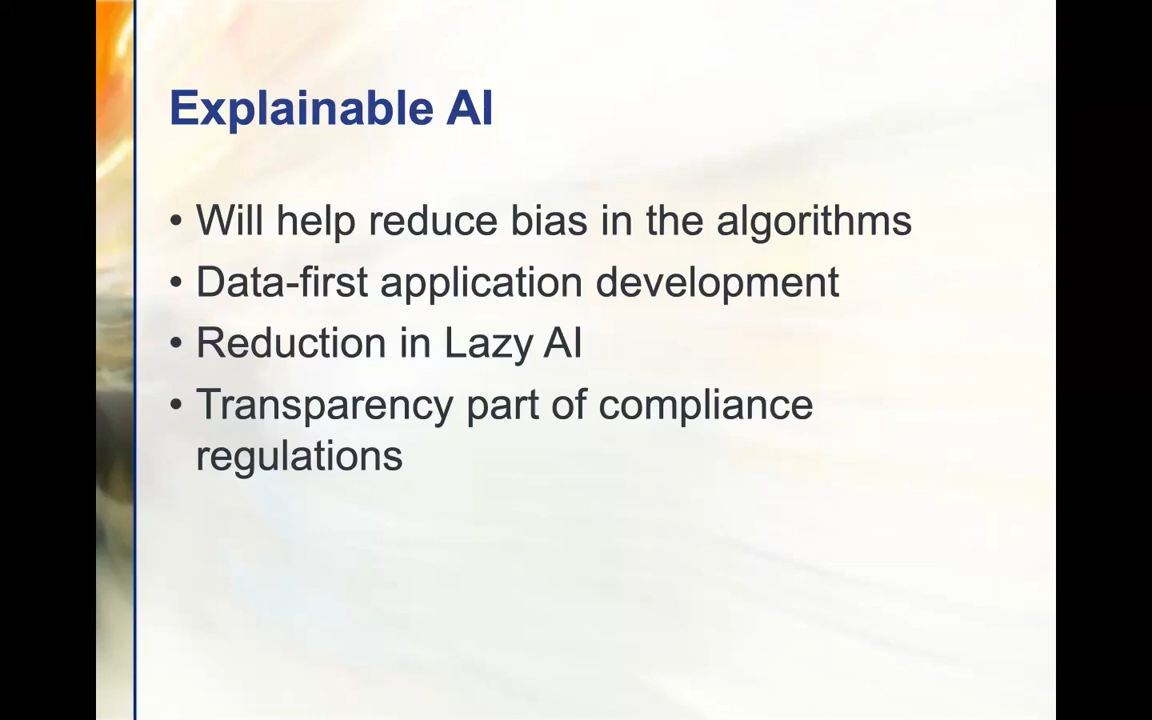 Explainable AI
• Will help reduce bias in the algorithms
• Data-first application development
• Reduction in Lazy AI
• Transparency part of compliance
regulations